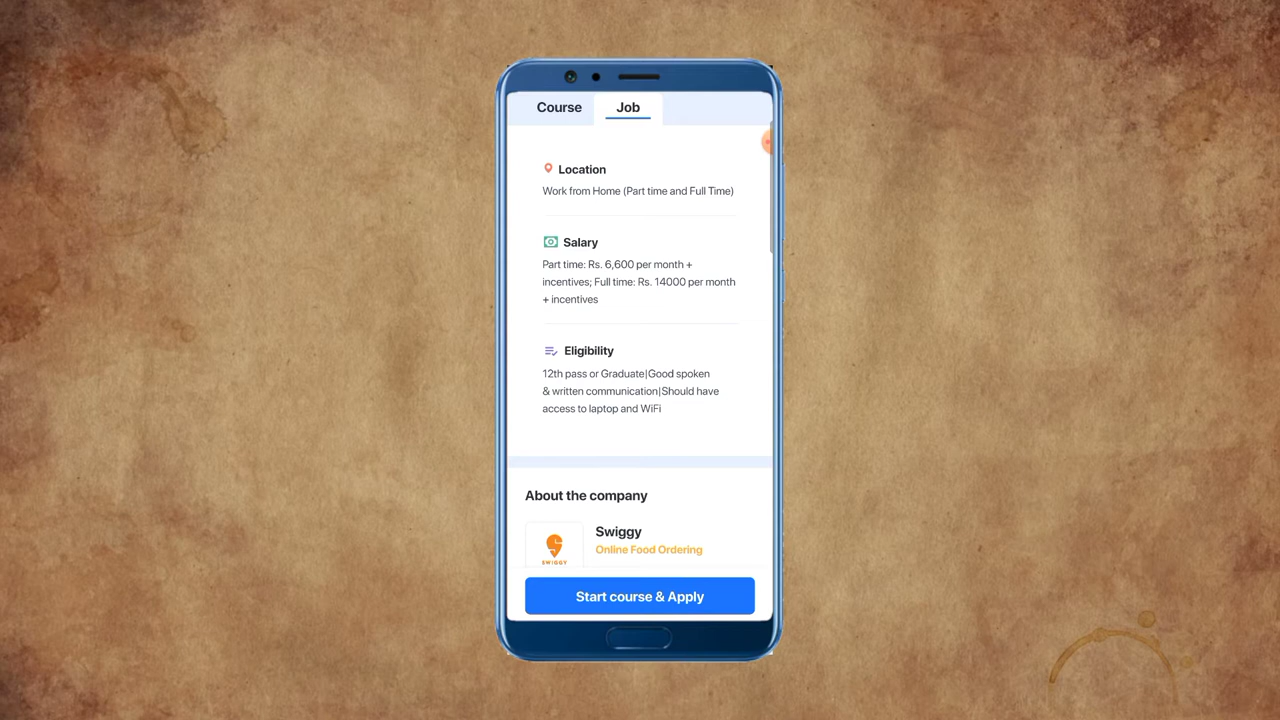 Course Job
Location
Work from Home (Part time and Full Time)
Salary
Part time: Rs. 6,600 per month +
incentives; Full time: Rs. 14000 per month
+ incentives
Eligibility
12th pass or Graduate|Good spoken
& written communication|Should have
access to laptop and WiFi
About the company
Swiggy
Online Food Ordering
SWIGGY
Start course & Apply